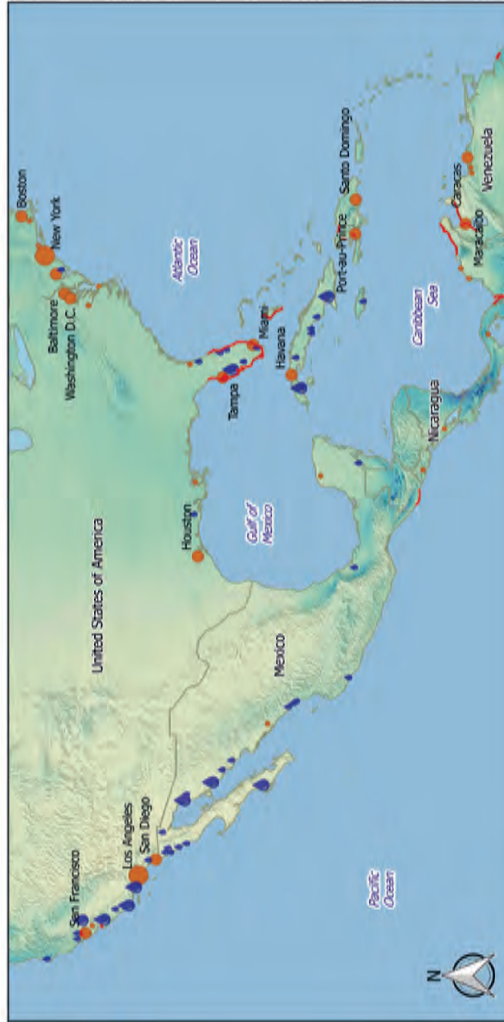 Boston
New York
Baltimore
Washington D.C.
San Francisco
United States of America
Los Angeles
San Diego
Houston
Atlantic
Ocean
Tampa
Miami
Gulf of
Mexico
Havana
Mexico
Port-au-Prince
Santo Domingo
Caribbean
Sea
Pacific
Ocean
Nicaragua
Caracas
Maracaibo
Venezuela
N